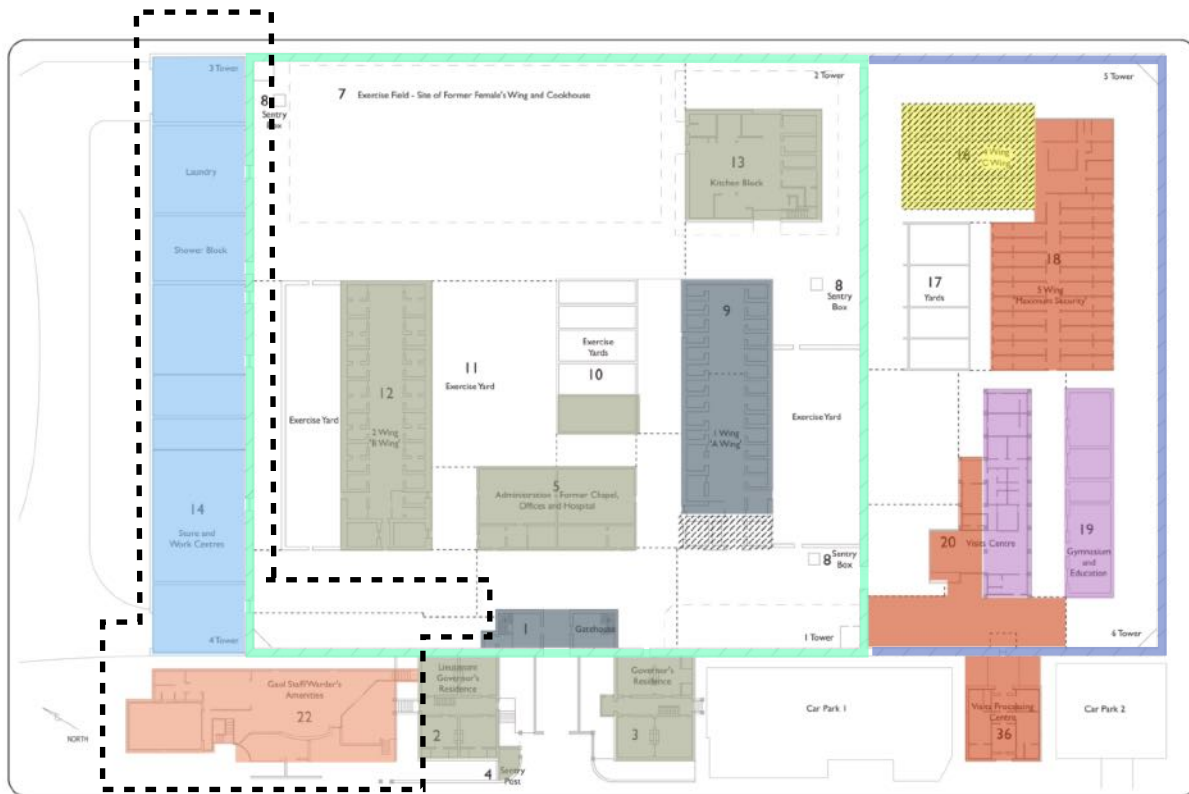 3 Tower
8
Sentry
Box
7 Exercise Field - Site of Former Female's Wing and Cookhouse
2 Tower
5 Tower
13
Kitchen Block
16
4 Wing
'C Wing'
Laundry
Shower Block
18
5 Wing
'Maximum Security'
17
Yards
8
Sentry
Box
9
Exercise
Yards
10
11
Exercise Yard
12
Exercise Yard
2 Wing
'B Wing'
1 Wing
'A Wing'
Exercise Yard
5
Administration - Former Chapel,
Offices and Hospital
14
Store and
Work Centres
8 Sentry
Box
20
Visits Centre
19
Gymnasium
and
Education
1
Gatehouse
4 Tower
1 Tower
6 Tower
Gaol Staff/Warder's
Amenities
22
Lieutenant
Governor's
Residence
2
Governor's
Residence
3
4 Sentry
Post
Car Park 1
Visits Processing
Centre
36
Car Park 2
NORTH